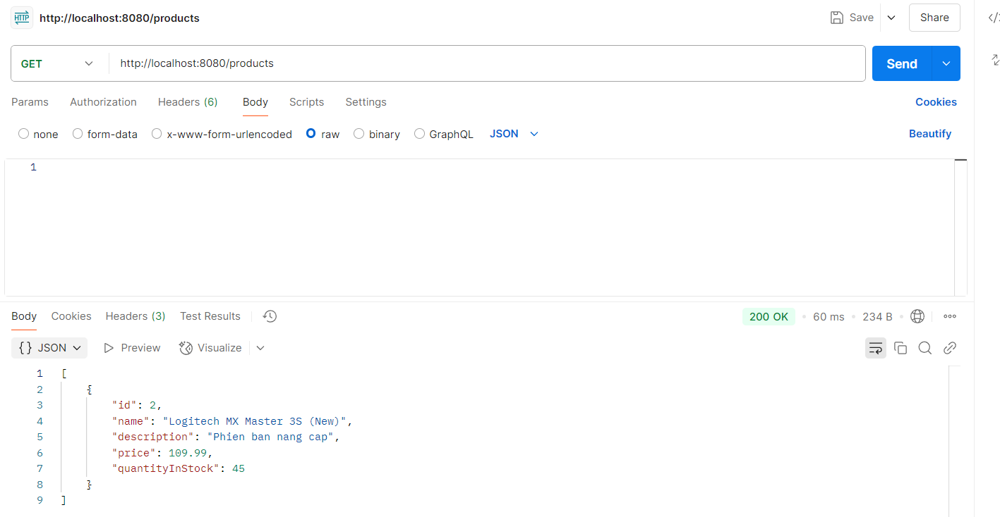 HTTP http://localhost:8080/products Save Share
GET http://localhost:8080/products Send
Params Authorization Headers (6) Body Scripts Settings Cookies
none form-data x-www-form-urlencoded raw binary GraphQL JSON Beautify
1
Body Cookies Headers (3) Test Results 200 OK • 60 ms • 234 B •
{} JSON Preview Visualize
1 [
2 {
3 "id": 2,
4 "name": "Logitech MX Master 3S (New)",
5 "description": "Phien ban nang cap",
6 "price": 109.99,
7 "quantityInStock": 45
8 }
9 ]